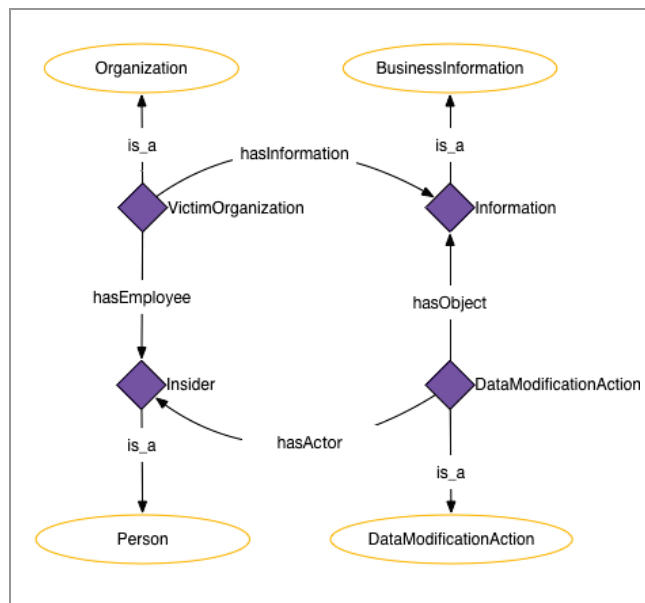 Organization
BusinessInformation
is_a
is_a
hasInformation
VictimOrganization
Information
hasEmployee
hasObject
Insider
DataModificationAction
hasActor
is_a
is_a
Person
DataModificationAction